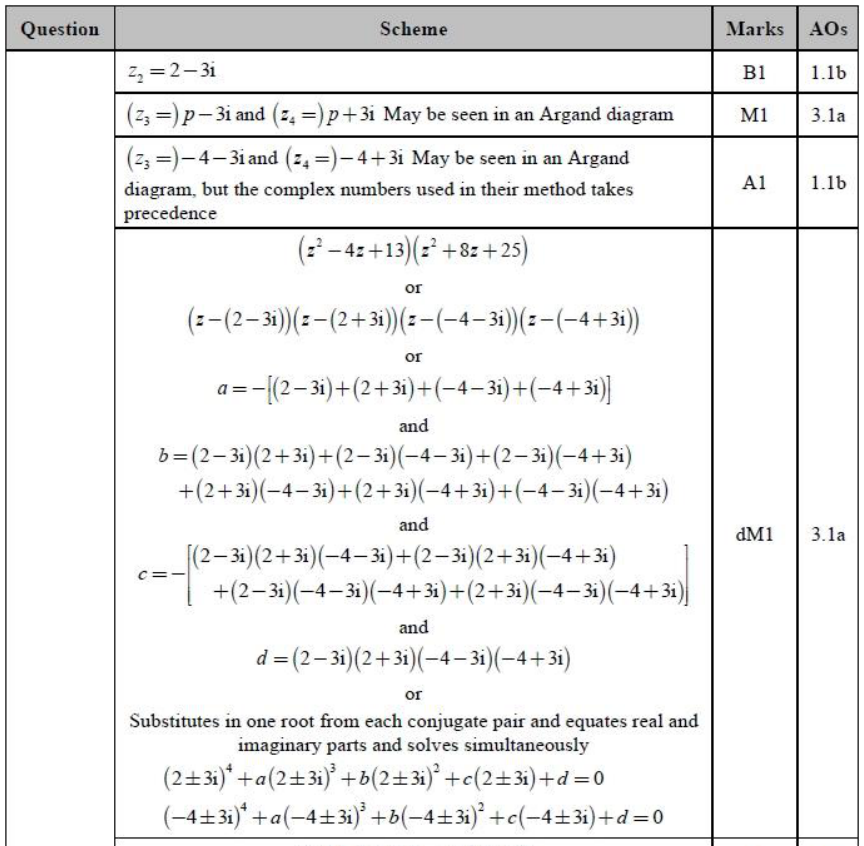 Question Scheme Marks AOs
z₂ = 2 − 3i B1 1.1b
(z₃ =) p − 3i and (z₄ =) p + 3i May be seen in an Argand diagram M1 3.1a
(z₃ =) − 4 − 3i and (z₄ =) − 4 + 3i May be seen in an Argand
diagram, but the complex numbers used in their method takes
precedence
A1 1.1b
(z² − 4z + 13)(z² + 8z + 25)
or
(z − (2 − 3i))(z − (2 + 3i))(z − (−4 − 3i))(z − (−4 + 3i))
or
a = −[(2 − 3i) + (2 + 3i) + (−4 − 3i) + (−4 + 3i)]
and
b = (2 − 3i)(2 + 3i) + (2 − 3i)(−4 − 3i) + (2 − 3i)(−4 + 3i)
+ (2 + 3i)(−4 − 3i) + (2 + 3i)(−4 + 3i) + (−4 − 3i)(−4 + 3i)
and
c = −[(2 − 3i)(2 + 3i)(−4 − 3i) + (2 − 3i)(2 + 3i)(−4 + 3i)
+ (2 − 3i)(−4 − 3i)(−4 + 3i) + (2 + 3i)(−4 − 3i)(−4 + 3i)]
and
d = (2 − 3i)(2 + 3i)(−4 − 3i)(−4 + 3i)
or
Substitutes in one root from each conjugate pair and equates real and
imaginary parts and solves simultaneously
(2 ± 3i)⁴ + a(2 ± 3i)³ + b(2 ± 3i)² + c(2 ± 3i) + d = 0
(−4 ± 3i)⁴ + a(−4 ± 3i)³ + b(−4 ± 3i)² + c(−4 ± 3i) + d = 0
dM1 3.1a